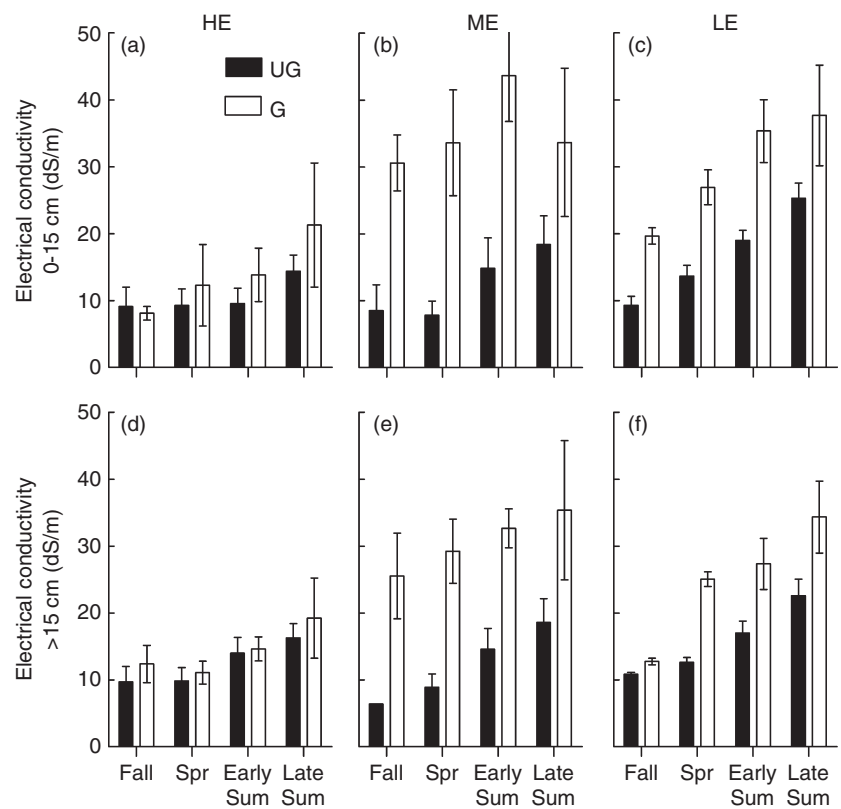 HE
ME
LE
(a)
(b)
(c)
UG
G
Electrical conductivity
0-15 cm (dS/m)
50
40
30
20
10
0
(d)
(e)
(f)
Electrical conductivity
>15 cm (dS/m)
50
40
30
20
10
0
Fall
Spr
Early
Sum
Late
Sum
Fall
Spr
Early
Sum
Late
Sum
Fall
Spr
Early
Sum
Late
Sum